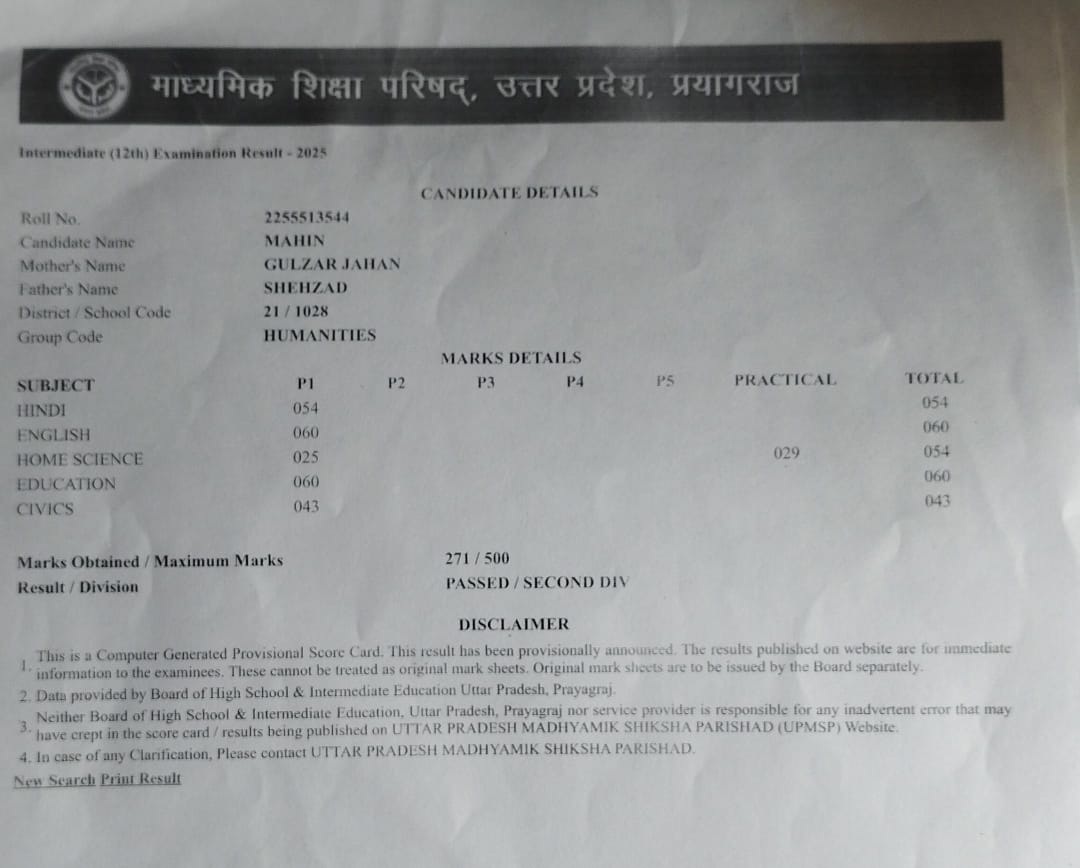 माध्यमिक शिक्षा परिषद्, उत्तर प्रदेश, प्रयागराज
Intermediate (12th) Examination Result - 2025
CANDIDATE DETAILS
Roll No. 2255513544
Candidate Name MAHIN
Mother's Name GULZAR JAHAN
Father's Name SHEHZAD
District / School Code 21 / 1028
Group Code HUMANITIES
MARKS DETAILS
SUBJECT P1 P2 P3 P4 P5 PRACTICAL TOTAL
HINDI 054 054
ENGLISH 060 060
HOME SCIENCE 025 029 054
EDUCATION 060 060
CIVICS 043 043
Marks Obtained / Maximum Marks 271 / 500
Result / Division PASSED / SECOND DIV
DISCLAIMER
1. This is a Computer Generated Provisional Score Card. This result has been provisionally announced. The results published on website are for immediate
information to the examinees. These cannot be treated as original mark sheets. Original mark sheets are to be issued by the Board separately.
2. Data provided by Board of High School & Intermediate Education Uttar Pradesh, Prayagraj.
3. Neither Board of High School & Intermediate Education, Uttar Pradesh, Prayagraj nor service provider is responsible for any inadvertent error that may
have crept in the score card / results being published on UTTAR PRADESH MADHYAMIK SHIKSHA PARISHAD (UPMSP) Website.
4. In case of any Clarification, Please contact UTTAR PRADESH MADHYAMIK SHIKSHA PARISHAD.
New Search Print Result